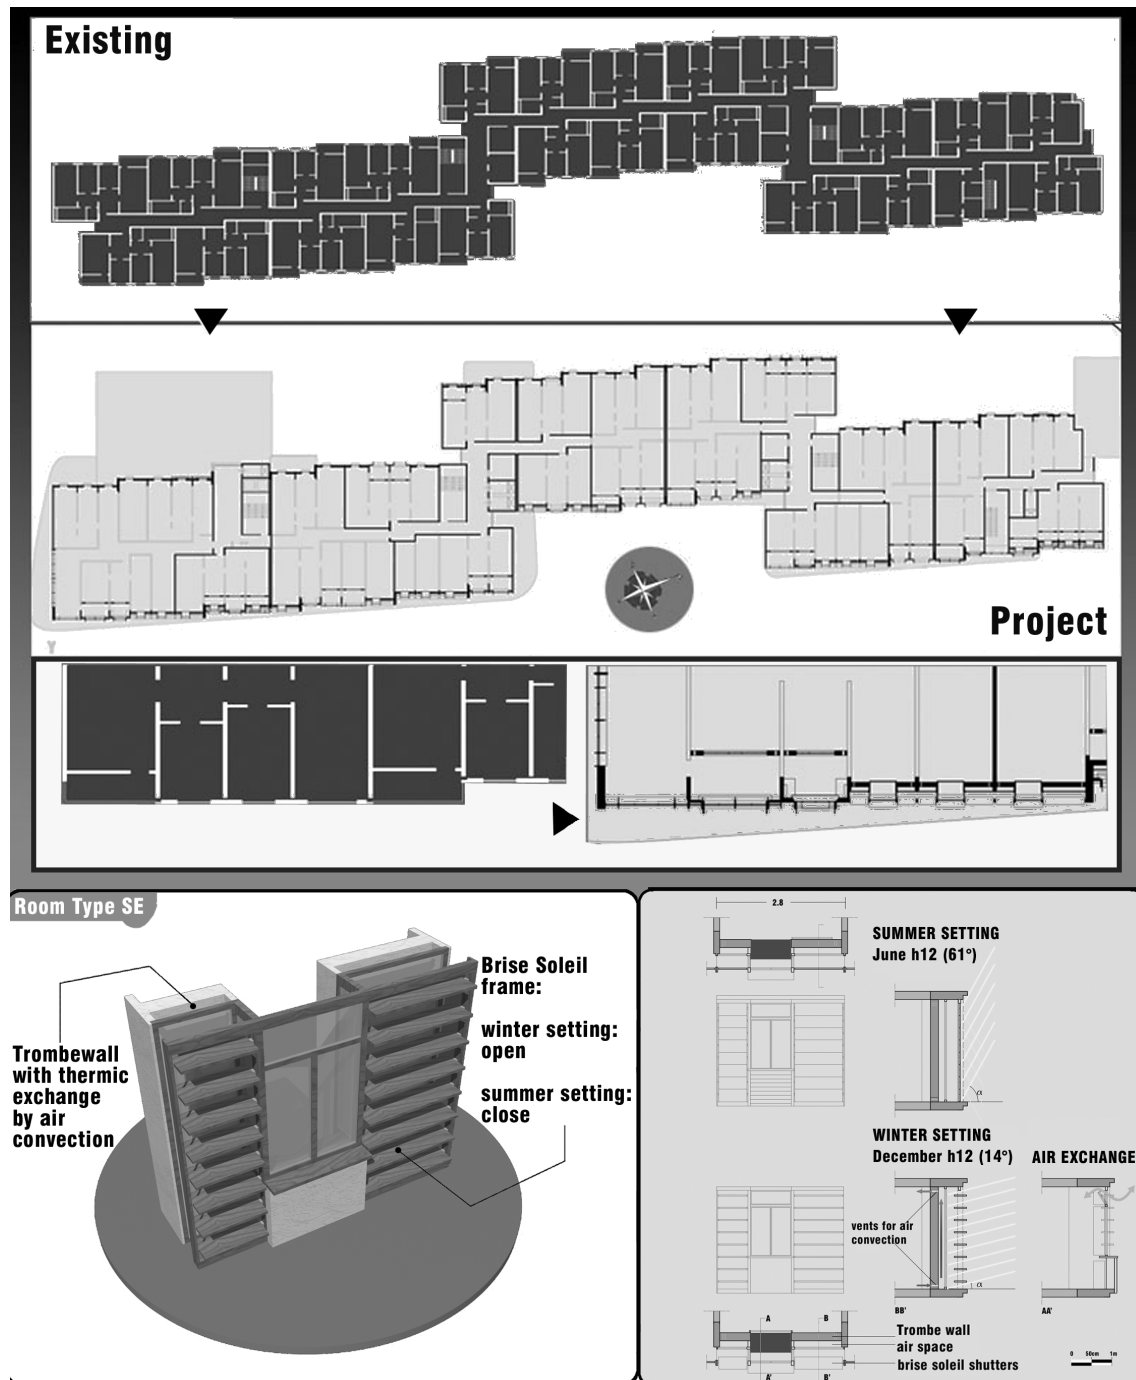 Existing
Project
Y
Room Type SE
Trombewall
with thermic
exchange
by air
convection
Brise Soleil
frame:
winter setting:
open
summer setting:
close
2.8
SUMMER SETTING
June h12 (61°)
α
WINTER SETTING
December h12 (14°)
AIR EXCHANGE
vents for air
convection
α
BB'
AA'
A
B
Trombe wall
air space
brise soleil shutters
A'
B'
0 50cm 1m